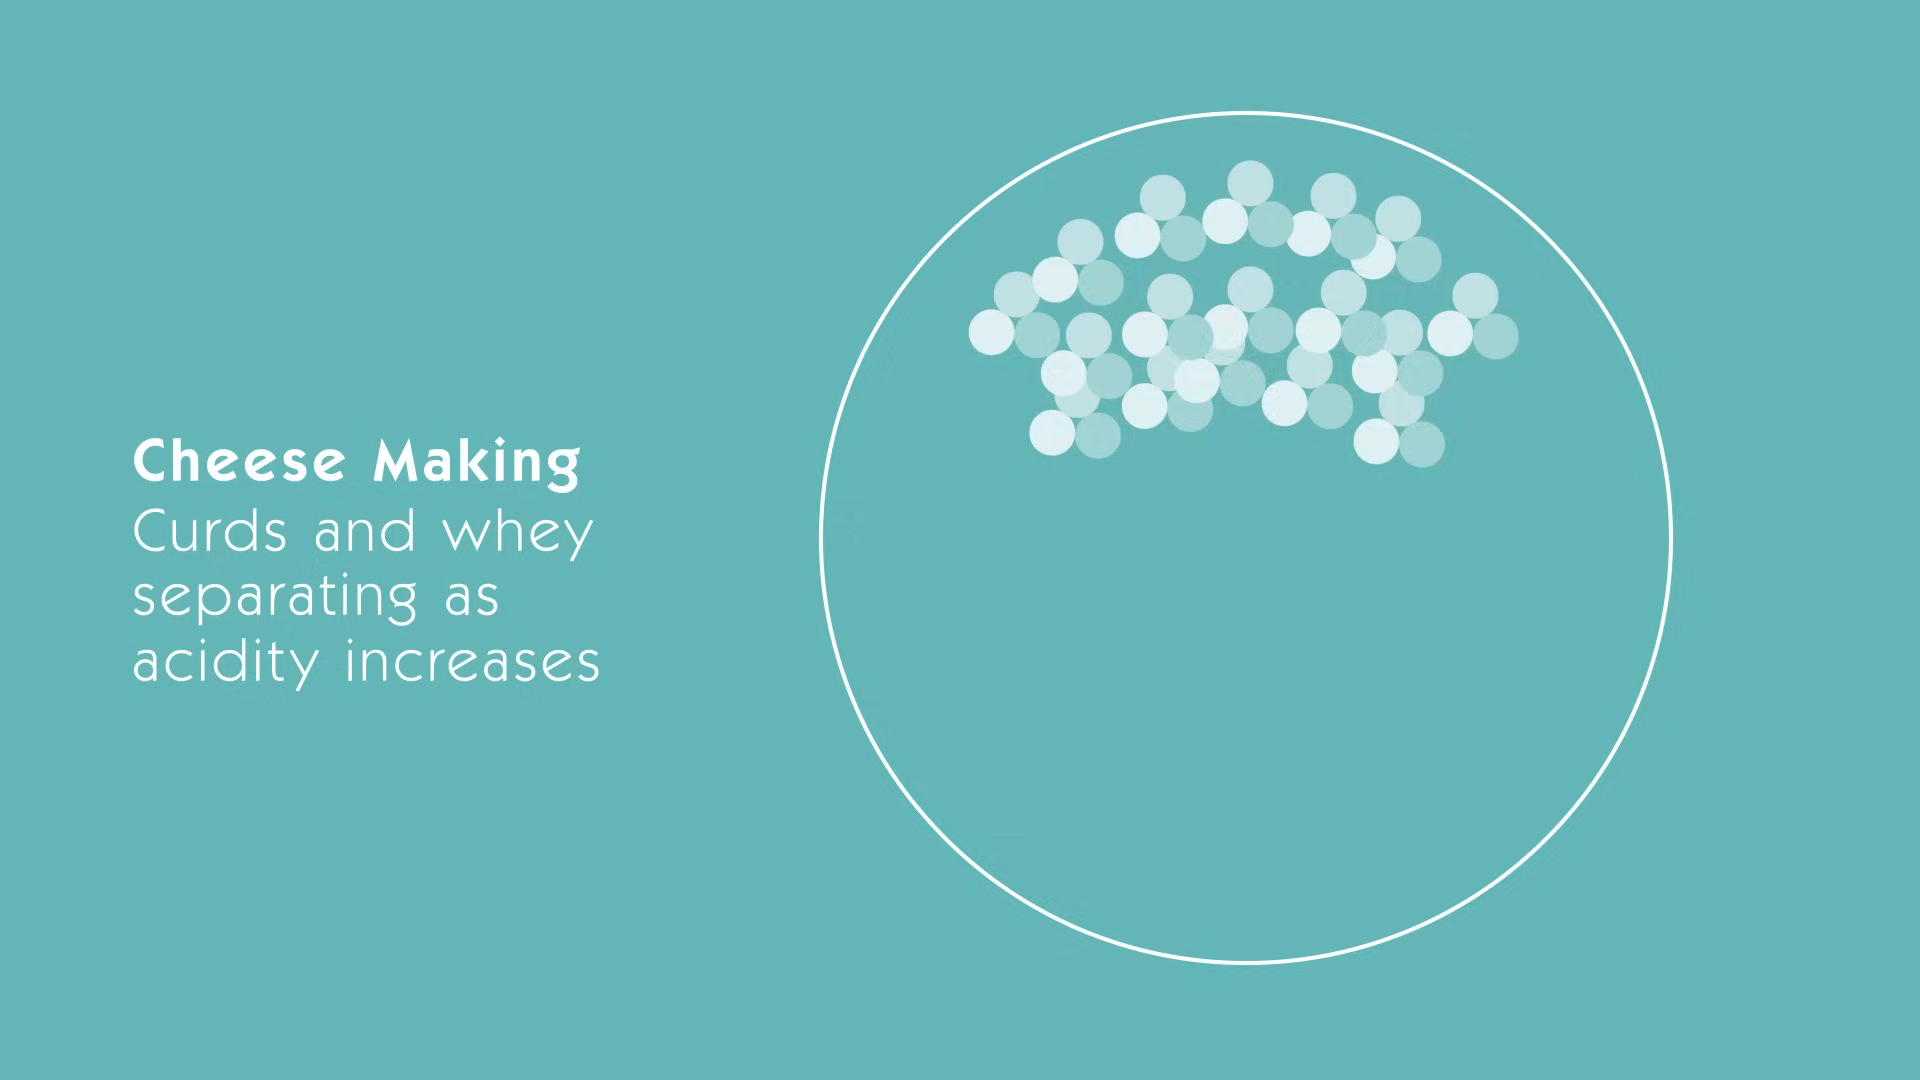 Cheese Making
Curds and whey
separating as
acidity increases